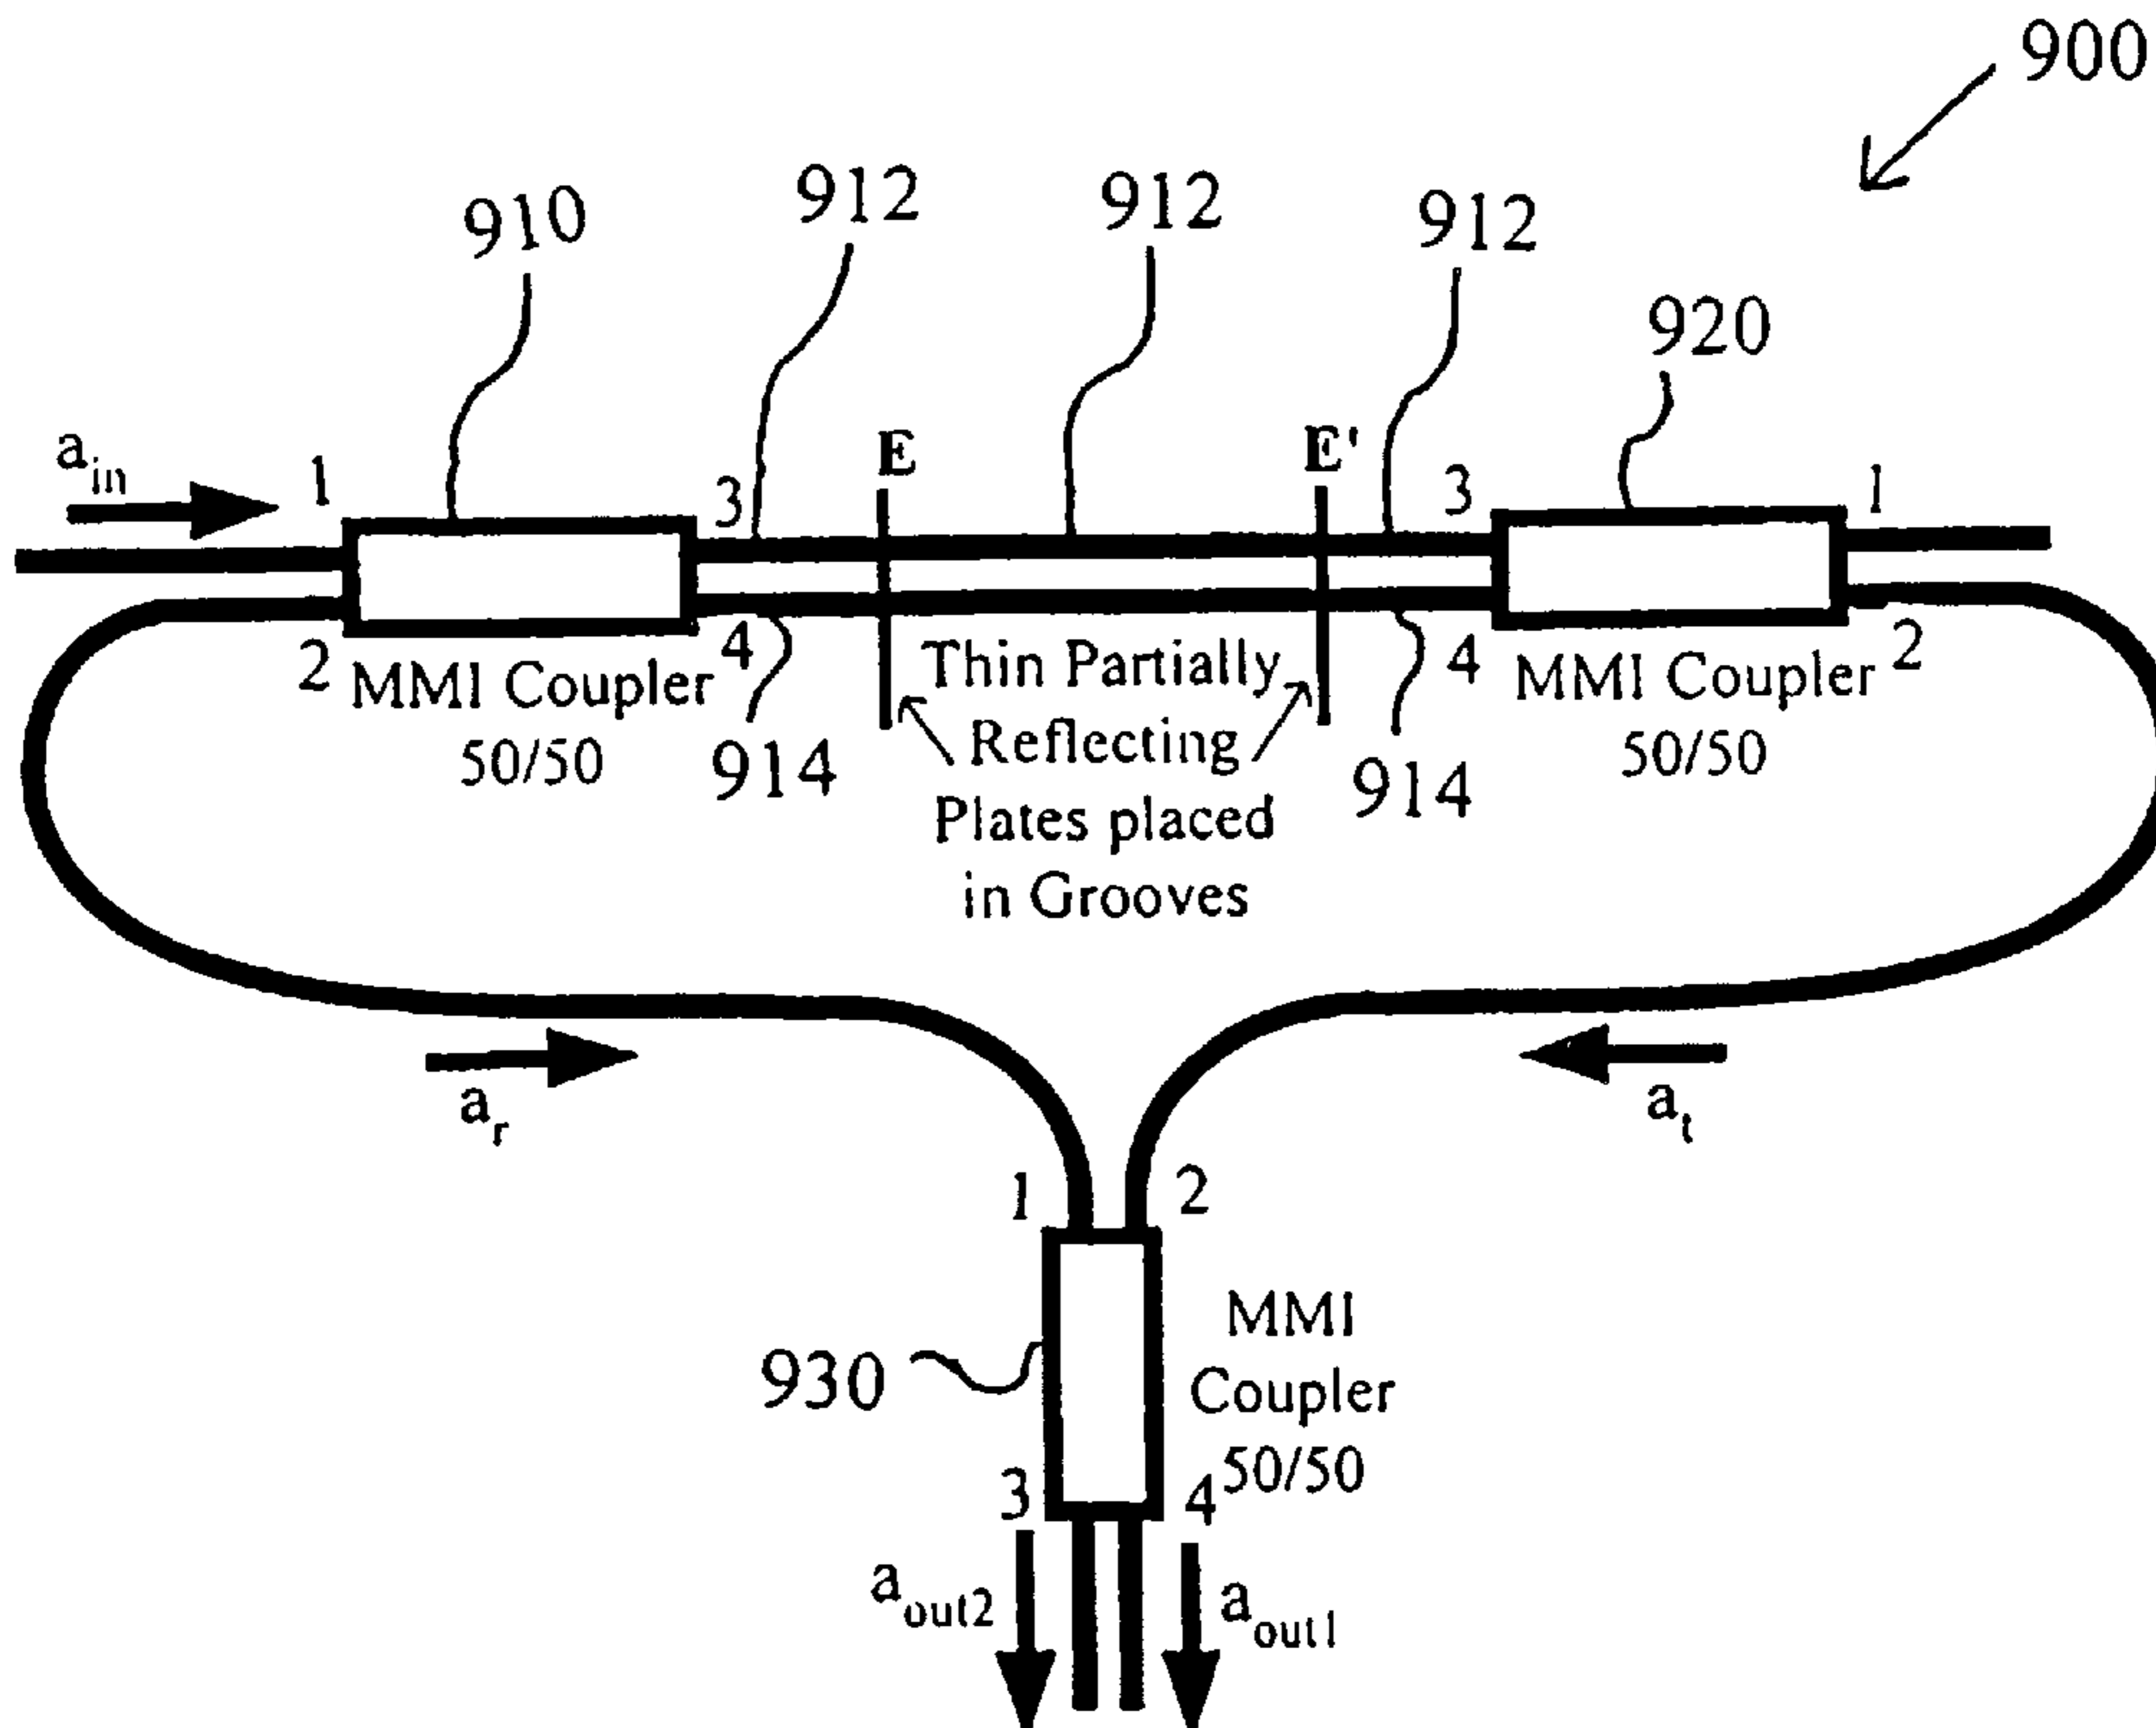 900
912
912
912
910
920
a_in
1
3
E
E'
3
1
2
MMI Coupler
50/50
4
914
Thin Partially
Reflecting
Plates placed
in Grooves
4
914
MMI Coupler
50/50
2
a_r
a_t
1
2
930
MMI
Coupler
50/50
3
4
a_out2
a_out1